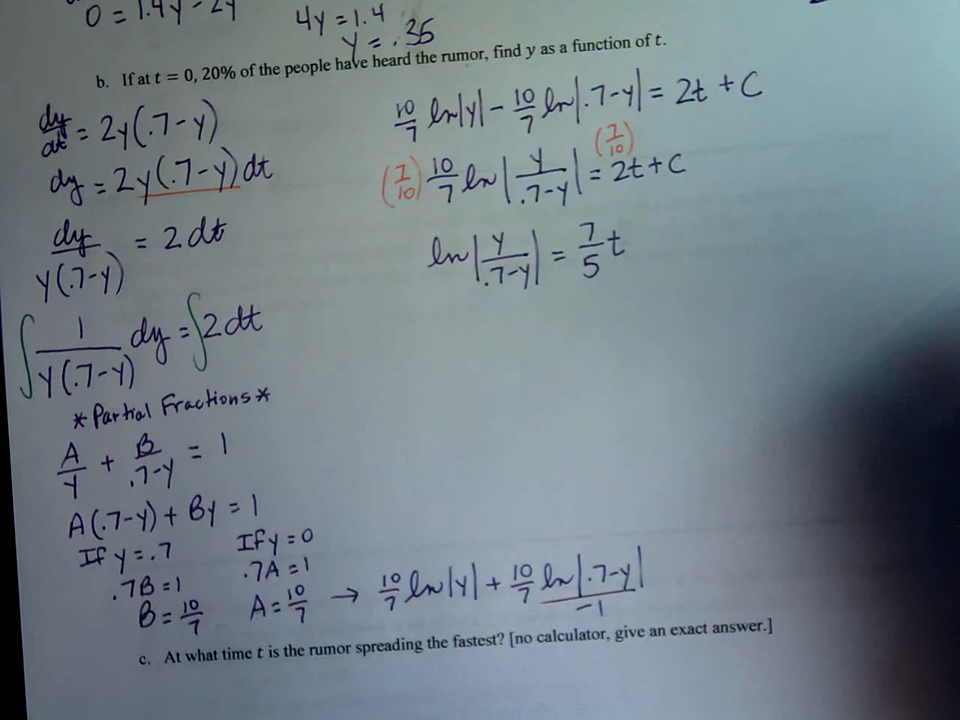 0 = 1.4y - 2y
4y = 1.4
y = .35
b. If at t = 0, 20% of the people have heard the rumor, find y as a function of t.
dy/dt = 2y(.7-y)
dy = 2y(.7-y)dt
dy/y(.7-y) = 2dt
∫ 1/y(.7-y) dy = ∫2dt
*Partial Fractions*
A/y + B/.7-y = 1
A(.7-y) + By = 1
If y = .7
.7B = 1
B = 10/7
If y = 0
.7A = 1
A = 10/7
→ 10/7 ln|y| + 10/7 ln|.7-y|/-1
10/7 ln|y| - 10/7 ln|.7-y| = 2t + C
(7/10) 10/7 ln|y/.7-y| = 2t + C (7/10)
ln|y/.7-y| = 7/5 t
c. At what time t is the rumor spreading the fastest? [no calculator, give an exact answer.]